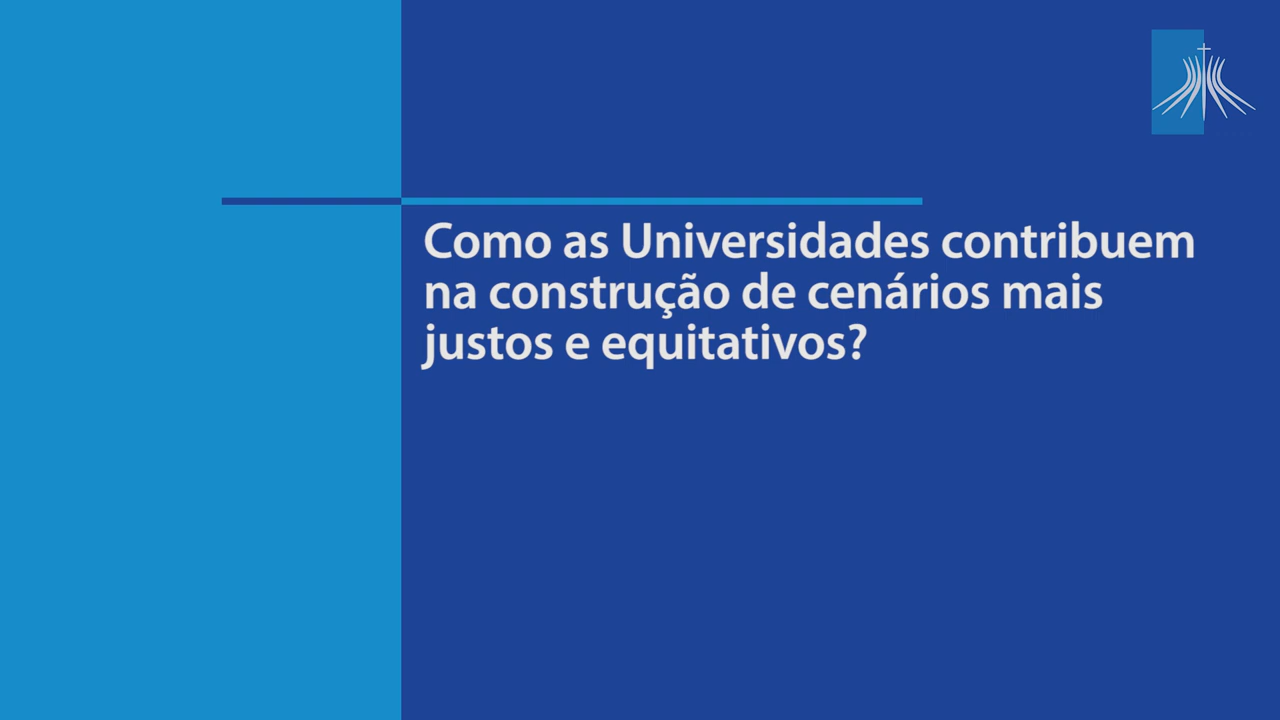 Como as Universidades contribuem
na construção de cenários mais
justos e equitativos?